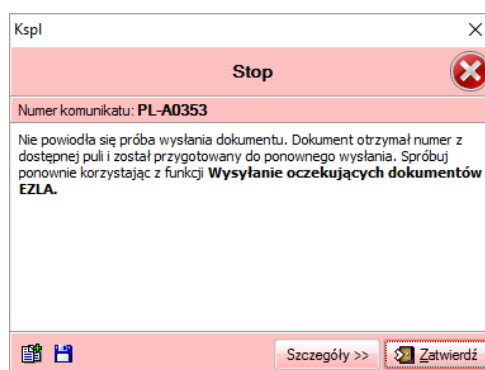 Kspl
Stop
Numer komunikatu: PL-A0353
Nie powiodła się próba wysłania dokumentu. Dokument otrzymał numer z
dostępnej puli i został przygotowany do ponownego wysłania. Spróbuj
ponownie korzystając z funkcji Wysyłanie oczekujących dokumentów
EZLA.
Szczegóły >> Zatwierdź